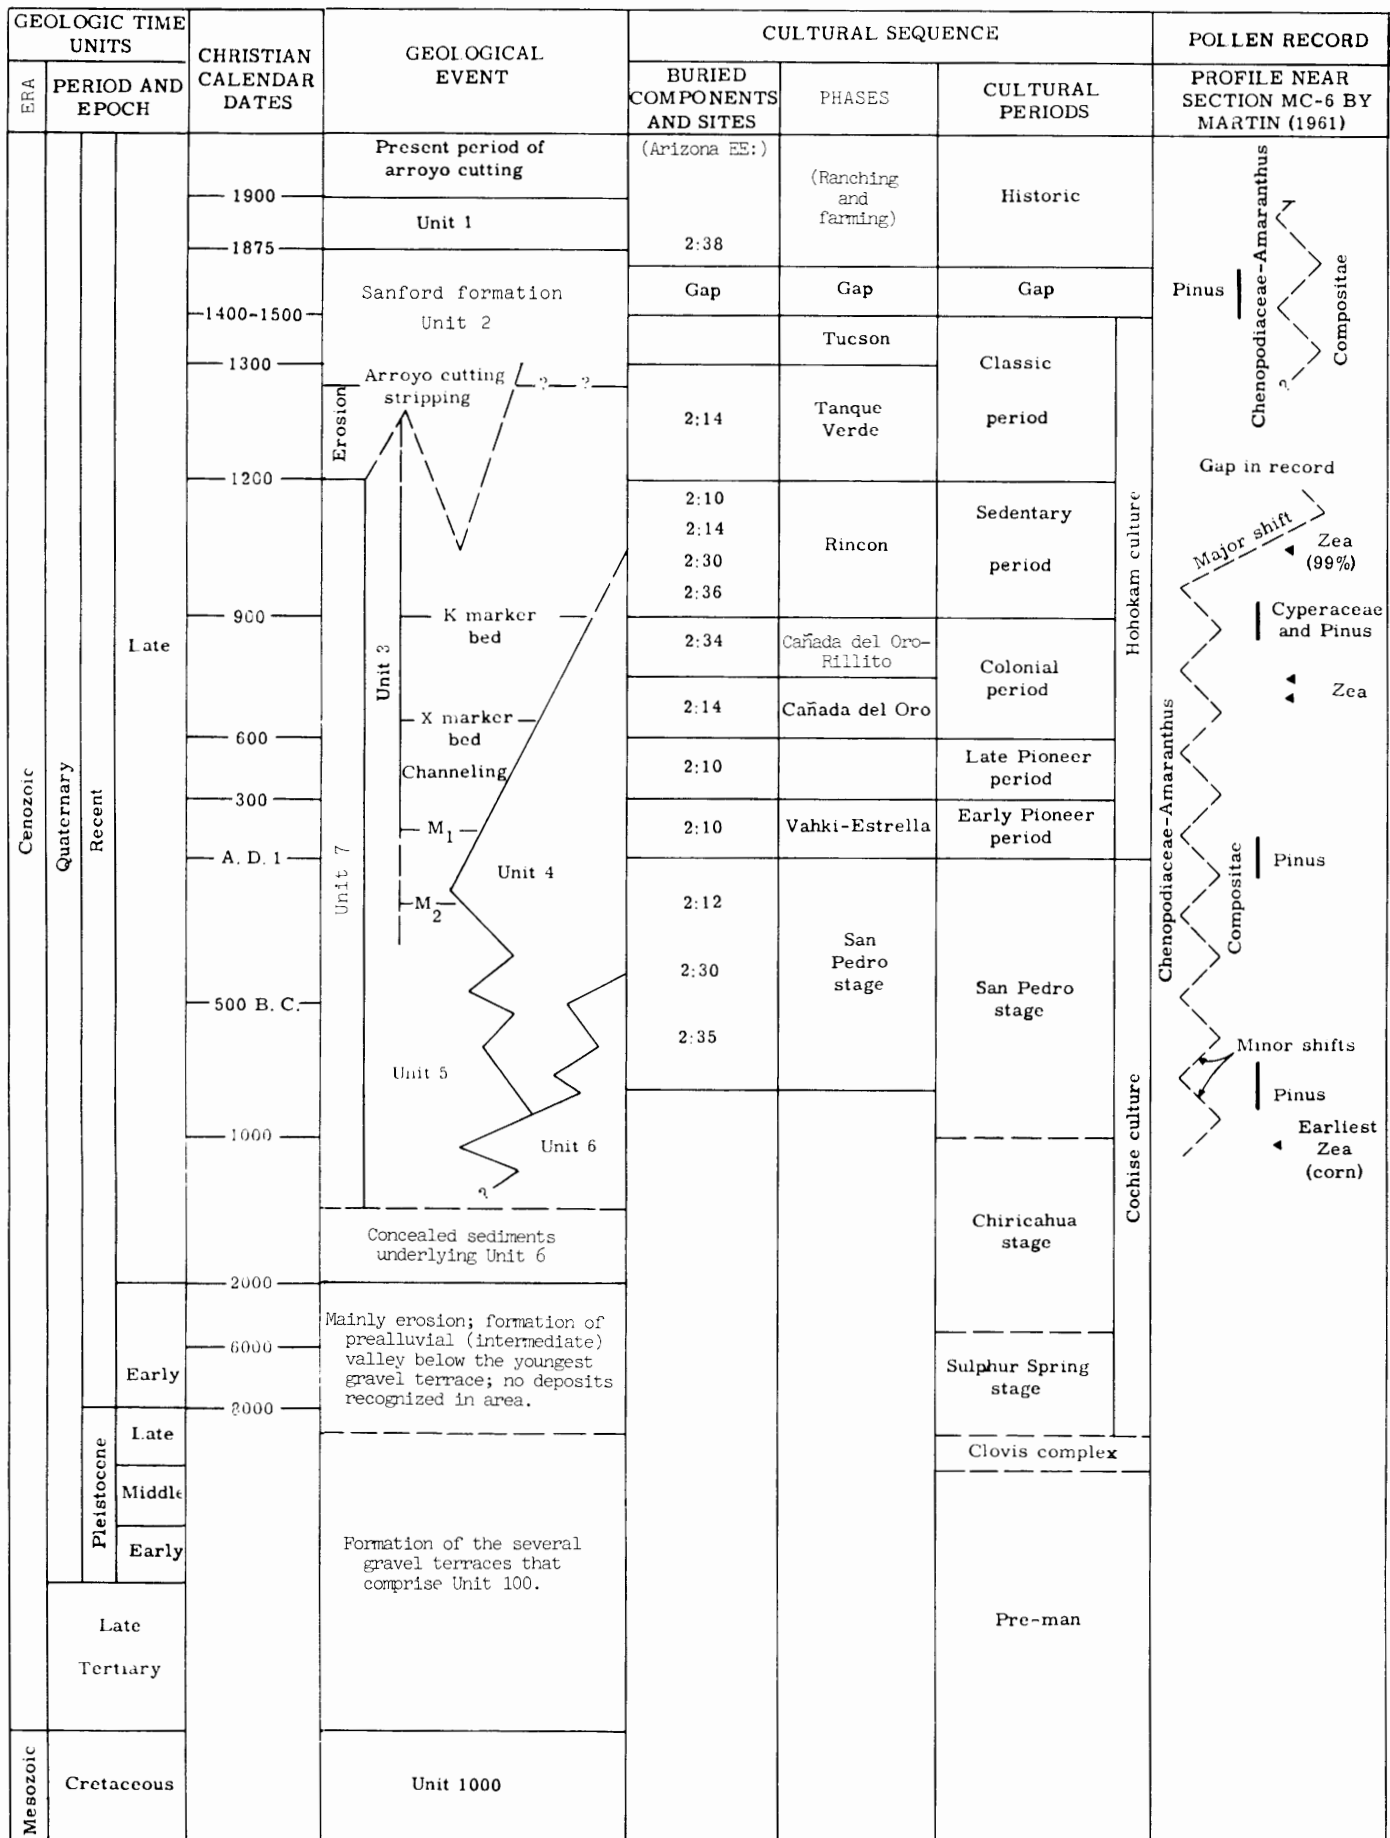 GEOLOGIC TIME
UNITS
ERA
PERIOD AND
EPOCH
CHRISTIAN
CALENDAR
DATES
GEOLOGICAL
EVENT
CULTURAL SEQUENCE
BURIED
COMPONENTS
AND SITES
PHASES
CULTURAL
PERIODS
POLLEN RECORD
PROFILE NEAR
SECTION MC-6 BY
MARTIN (1961)
Cenozoic
Mesozoic
Quaternary
Recent
Late
Early
Pleistocene
Late
Middle
Early
Late
Tertiary
Cretaceous
1900
1875
1400-1500
1300
1200
900
600
300
A. D. 1
500 B. C.
1000
2000
6000
8000
Present period of
arroyo cutting
Unit 1
Sanford formation
Unit 2
Erosion
Arroyo cutting
stripping
? ?
Unit 7
Unit 3
K marker
bed
X marker
bed
Channeling
M1
M2
Unit 4
Unit 5
Unit 6
?
Concealed sediments
underlying Unit 6
Mainly erosion; formation of
prealluvial (intermediate)
valley below the youngest
gravel terrace; no deposits
recognized in area.
Formation of the several
gravel terraces that
comprise Unit 100.
Unit 1000
(Arizona EE:)
2:38
Gap
2:14
2:10
2:14
2:30
2:36
2:34
2:14
2:10
2:10
2:12
2:30
2:35
(Ranching
and
farming)
Gap
Tucson
Tanque
Verde
Rincon
Cañada del Oro-
Rillito
Cañada del Oro
Vahki-Estrella
San
Pedro
stage
Historic
Gap
Classic
period
Sedentary
period
Colonial
period
Late Pioneer
period
Early Pioneer
period
San Pedro
stage
Chiricahua
stage
Sulphur Spring
stage
Clovis complex
Pre-man
Hohokam culture
Cochise culture
Pinus
Chenopodiaceae-Amaranthus
Compositae
?
Gap in record
Major shift
Zea
(99%)
Cyperaceae
and Pinus
Zea
Chenopodiaceae-Amaranthus
Compositae
Pinus
Minor shifts
Pinus
Earliest
Zea
(corn)